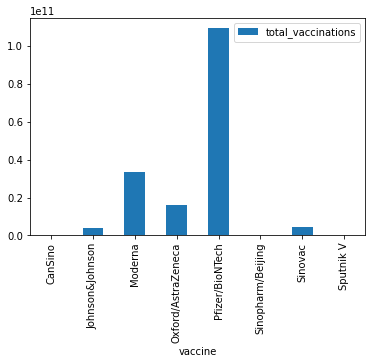 1e11
total_vaccinations
1.0
0.8
0.6
0.4
0.2
0.0
CanSino
Johnson&Johnson
Moderna
Oxford/AstraZeneca
Pfizer/BioNTech
Sinopharm/Beijing
Sinovac
Sputnik V
vaccine